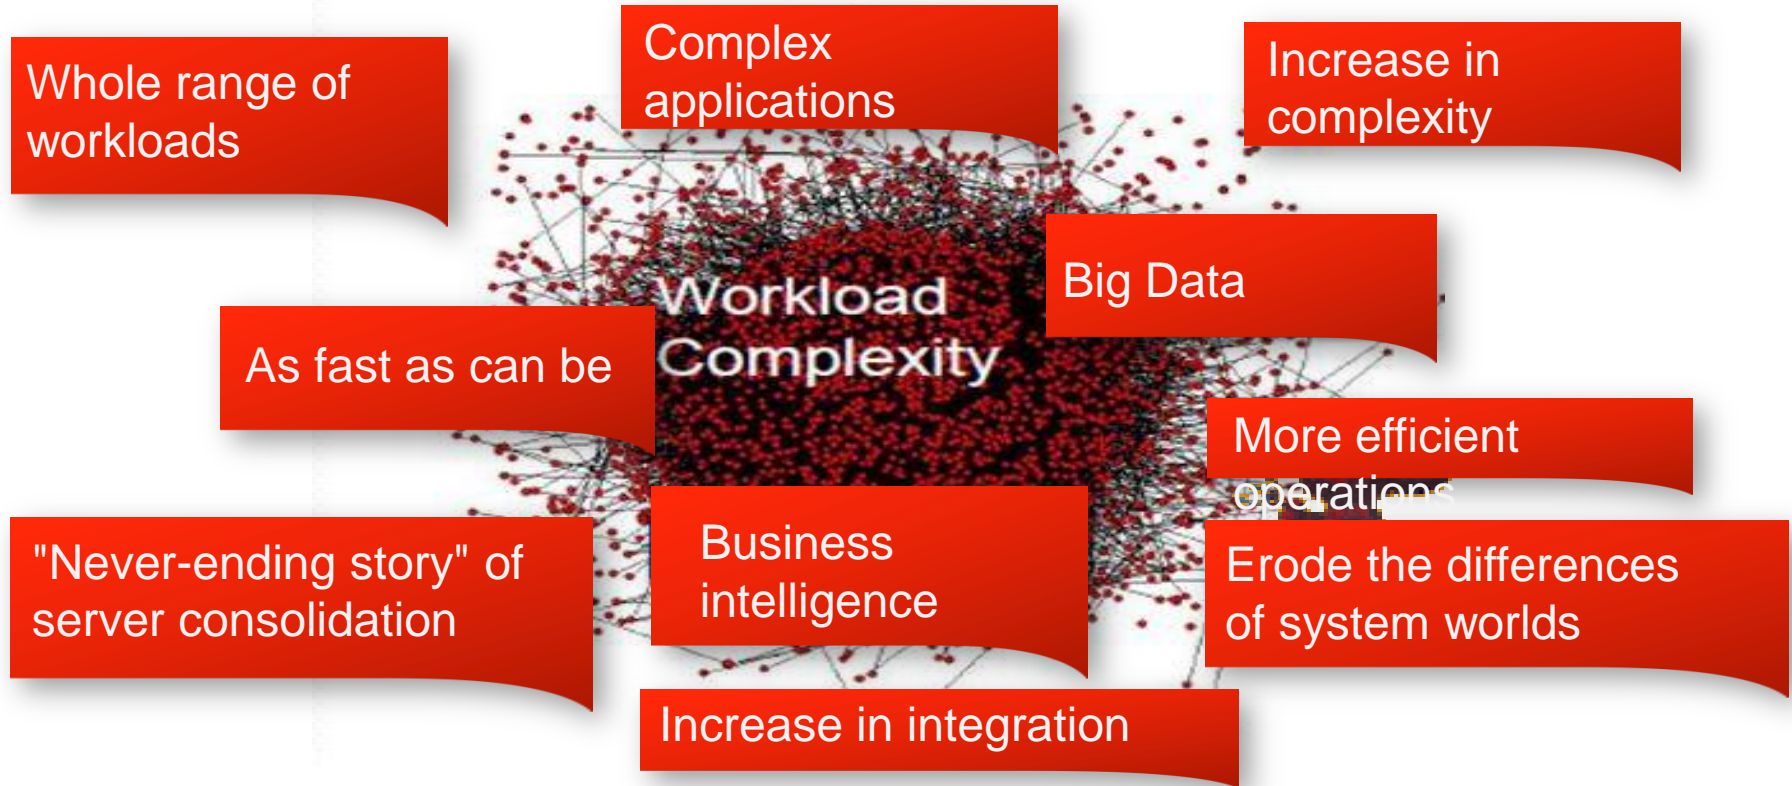 Whole range of
workloads
Complex
applications
Increase in
complexity
Big Data
Workload
Complexity
As fast as can be
More efficient
operations
"Never-ending story" of
server consolidation
Business
intelligence
Erode the differences
of system worlds
Increase in integration